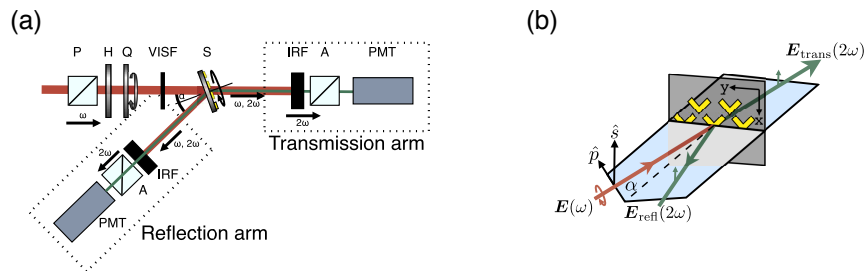 (a)
P H Q VISF S IRF A PMT
α
ω
ω, 2ω
2ω
Transmission arm
ω, 2ω
2ω
IRF
A
PMT
Reflection arm
(b)
E_trans(2ω)
y
x
ŝ
p̂
α
E(ω)
E_refl(2ω)